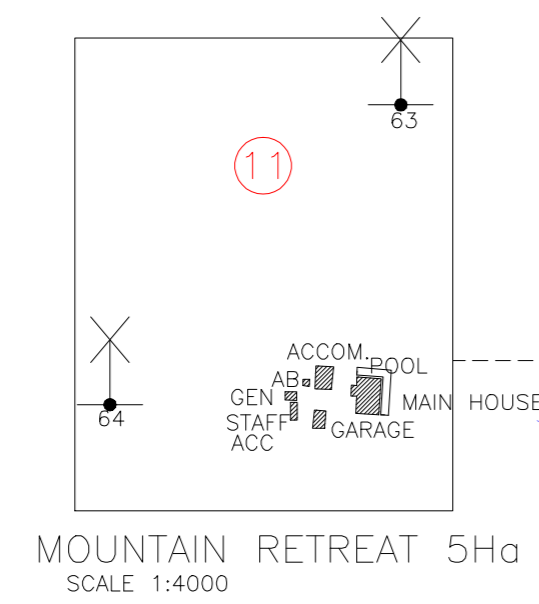 63
11
ACCOM.
POOL
AB
GEN
MAIN HOUSE
64
STAFF
ACC
GARAGE
MOUNTAIN RETREAT 5Ha
SCALE 1:4000